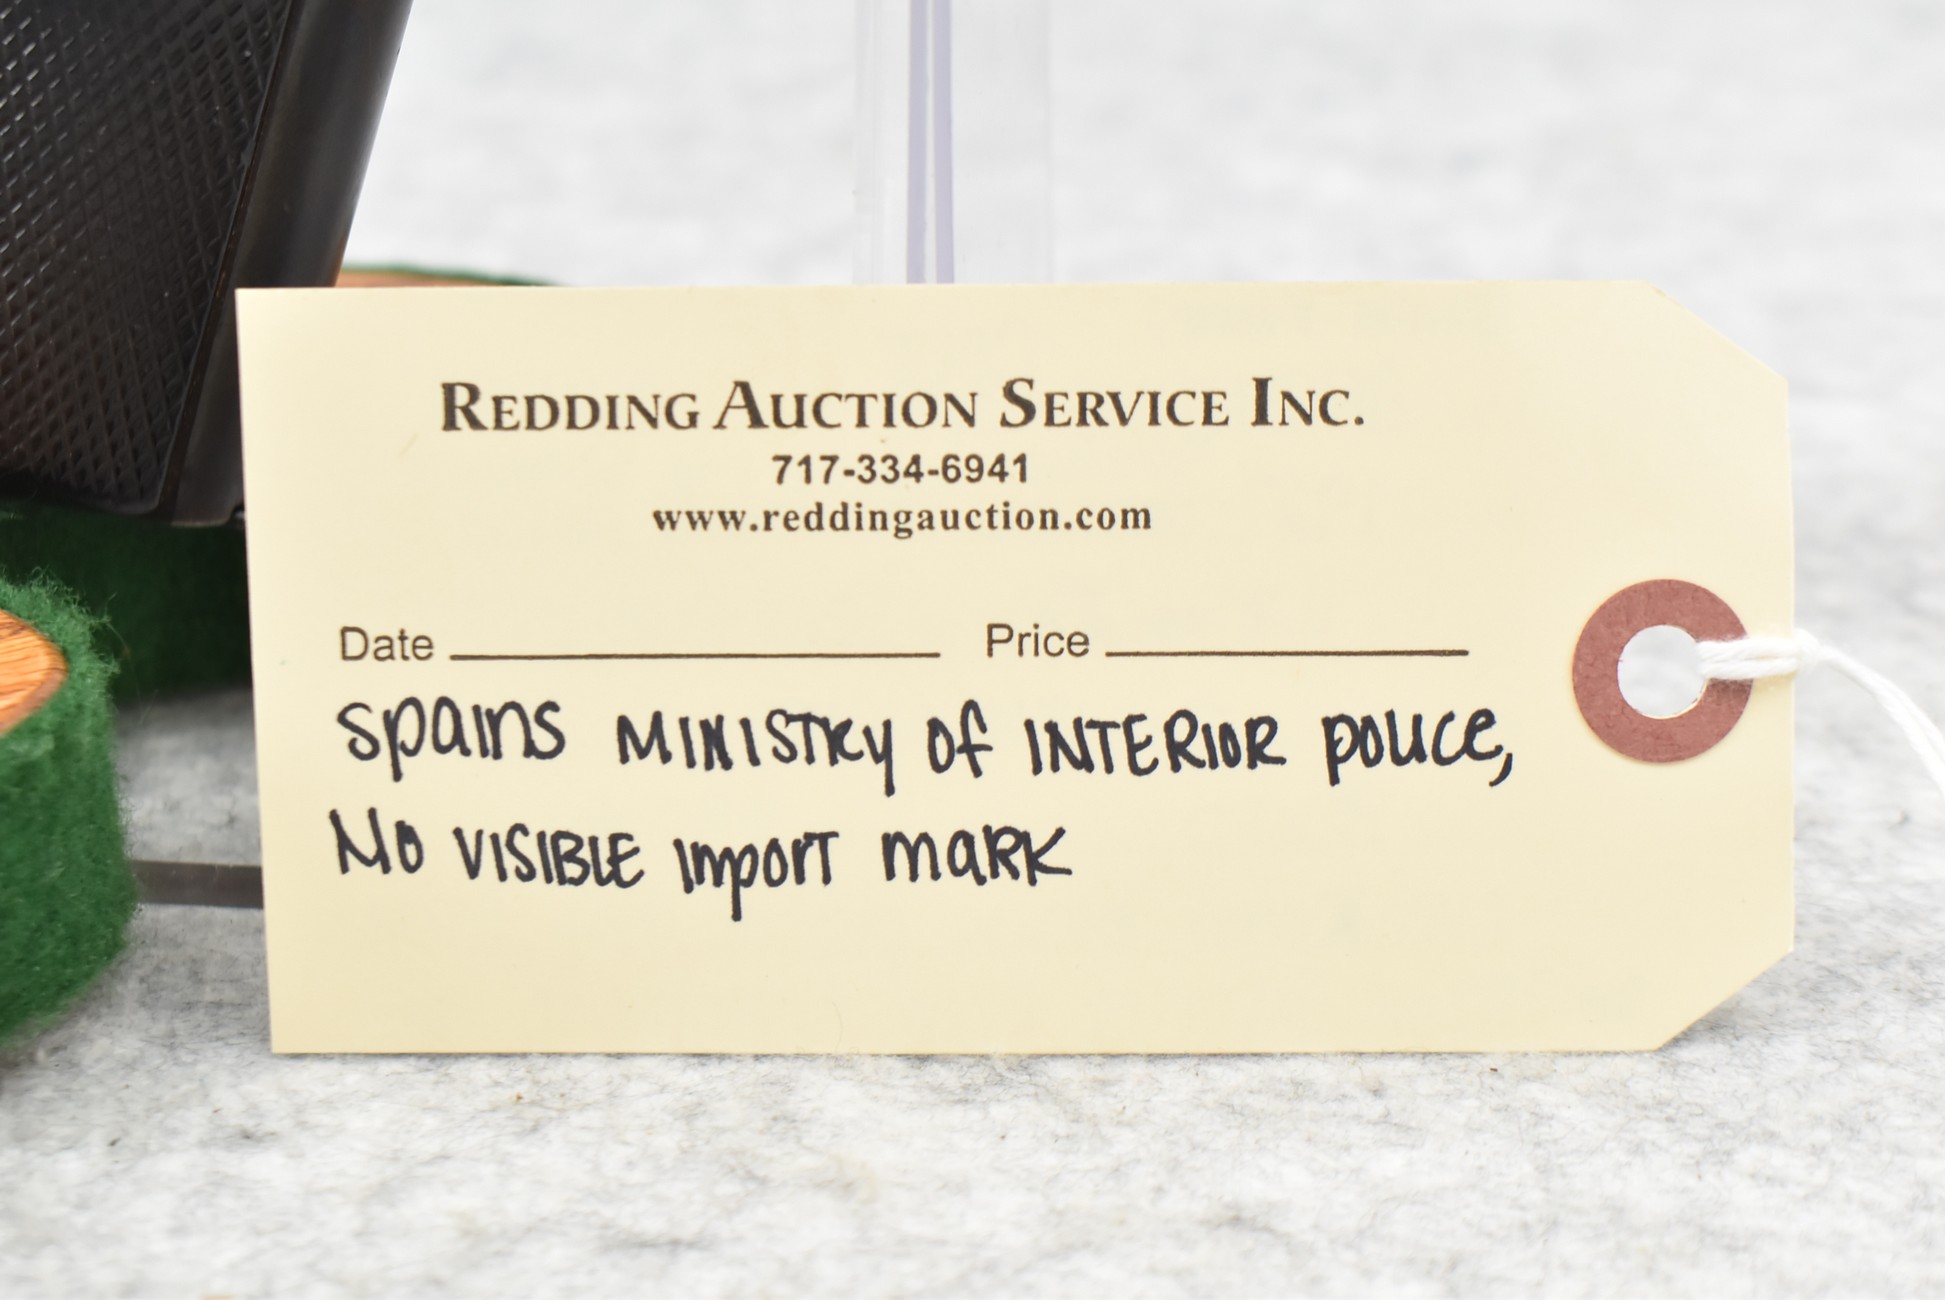 REDDING AUCTION SERVICE INC.
717-334-6941
www.reddingauction.com
Date Price
Spains MINISTRY of INTERIOR police,
No VISIBLE Import mark